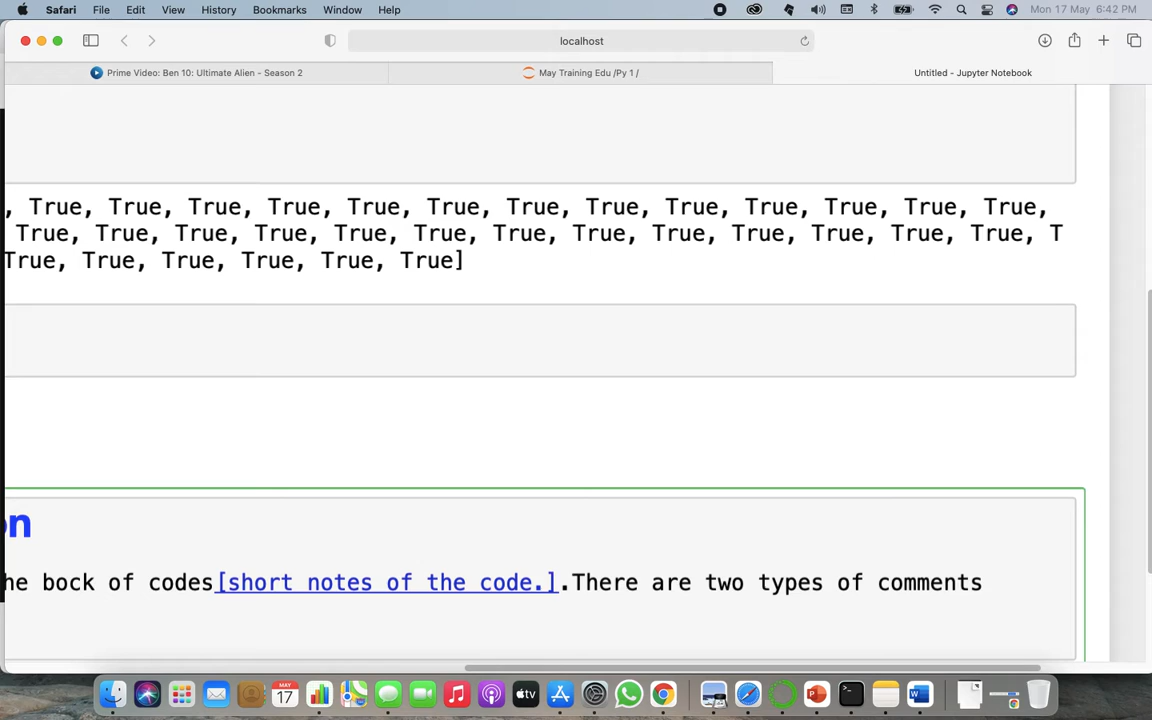 Safari File Edit View History Bookmarks Window Help Mon 17 May 6:42 PM
localhost
Prime Video: Ben 10: Ultimate Alien - Season 2 May Training Edu /Py 1 / Untitled - Jupyter Notebook
, True, True, True, True, True, True, True, True, True, True, True, True, True,
True, True, True, True, True, True, True, True, True, True, True, True, True, T
True, True, True, True, True, True]
on
he bock of codes[short notes of the code.].There are two types of comments
MAY
17
tv
W